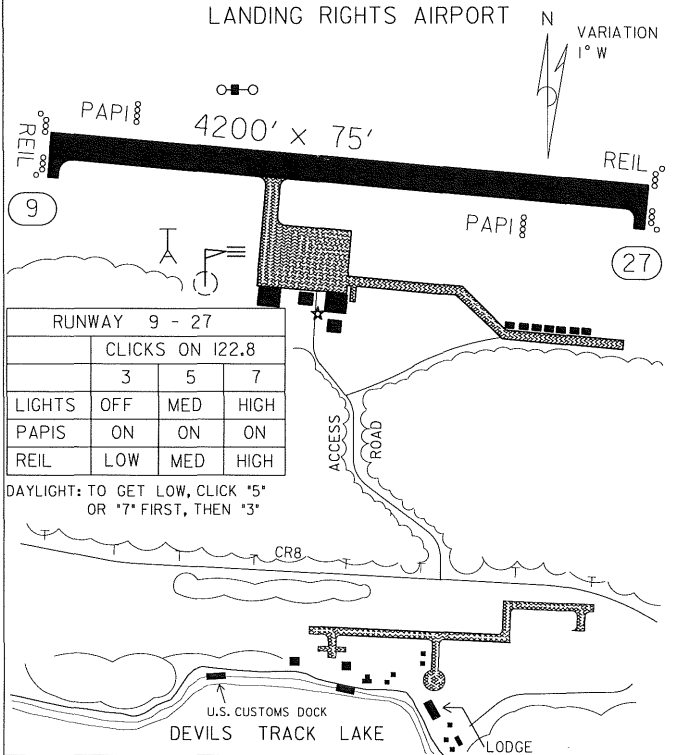 LANDING RIGHTS AIRPORT
N
VARIATION
1° W
PAPI
4200' x 75'
REIL
REIL
9
PAPI
27
RUNWAY 9 - 27
CLICKS ON 122.8
3 5 7
LIGHTS OFF MED HIGH
PAPIS ON ON ON
REIL LOW MED HIGH
DAYLIGHT: TO GET LOW, CLICK "5"
OR "7" FIRST, THEN "3"
ACCESS
ROAD
CR8
U.S. CUSTOMS DOCK
DEVILS TRACK LAKE
LODGE